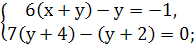 6(x+y) − y = −1,
7(y+4) − (y+2) = 0;